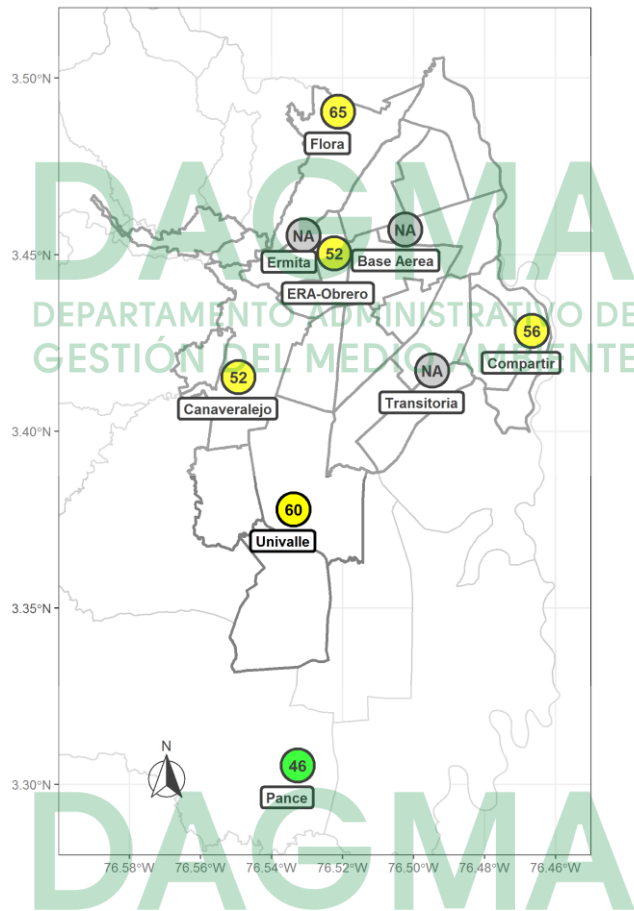 3.50°N
65
Flora
DAGMA
NA
NA
3.45°N
52
Ermita
Base Aerea
ERA-Obrero
DEPARTAMENTO ADMINISTRATIVO DE
56
GESTIÓN DEL MEDIO AMBIENTE
Compartir
52
NA
Canaveralejo
Transitoria
3.40°N
60
Univalle
3.35°N
N
46
3.30°N
Pance
DAGMA
76.58°W 76.56°W 76.54°W 76.52°W 76.50°W 76.48°W 76.46°W